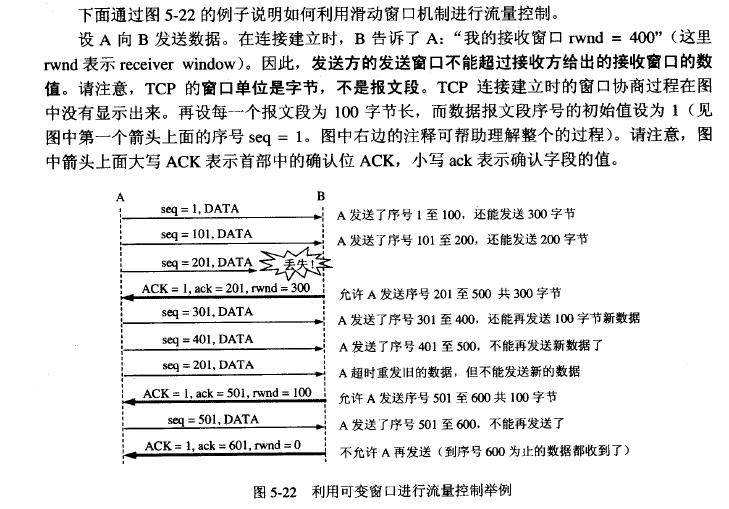 下面通过图 5-22 的例子说明如何利用滑动窗口机制进行流量控制。
设 A 向 B 发送数据。在连接建立时，B 告诉了 A：“我的接收窗口 rwnd = 400”（这里
rwnd 表示 receiver window）。因此，发送方的发送窗口不能超过接收方给出的接收窗口的数
值。请注意，TCP 的窗口单位是字节，不是报文段。TCP 连接建立时的窗口协商过程在图
中没有显示出来。再设每一个报文段为 100 字节长，而数据报文段序号的初始值设为 1（见
图中第一个箭头上面的序号 seq = 1。图中右边的注释可帮助理解整个的过程）。请注意，图
中箭头上面大写 ACK 表示首部中的确认位 ACK，小写 ack 表示确认字段的值。
A B
seq = 1, DATA A 发送了序号 1 至 100，还能发送 300 字节
seq = 101, DATA A 发送了序号 101 至 200，还能发送 200 字节
seq = 201, DATA 丢失!
ACK = 1, ack = 201, rwnd = 300 允许 A 发送序号 201 至 500 共 300 字节
seq = 301, DATA A 发送了序号 301 至 400，还能再发送 100 字节新数据
seq = 401, DATA A 发送了序号 401 至 500，不能再发送新数据了
seq = 201, DATA A 超时重发旧的数据，但不能发送新的数据
ACK = 1, ack = 501, rwnd = 100 允许 A 发送序号 501 至 600 共 100 字节
seq = 501, DATA A 发送了序号 501 至 600，不能再发送了
ACK = 1, ack = 601, rwnd = 0 不允许 A 再发送（到序号 600 为止的数据都收到了）
图 5-22 利用可变窗口进行流量控制举例